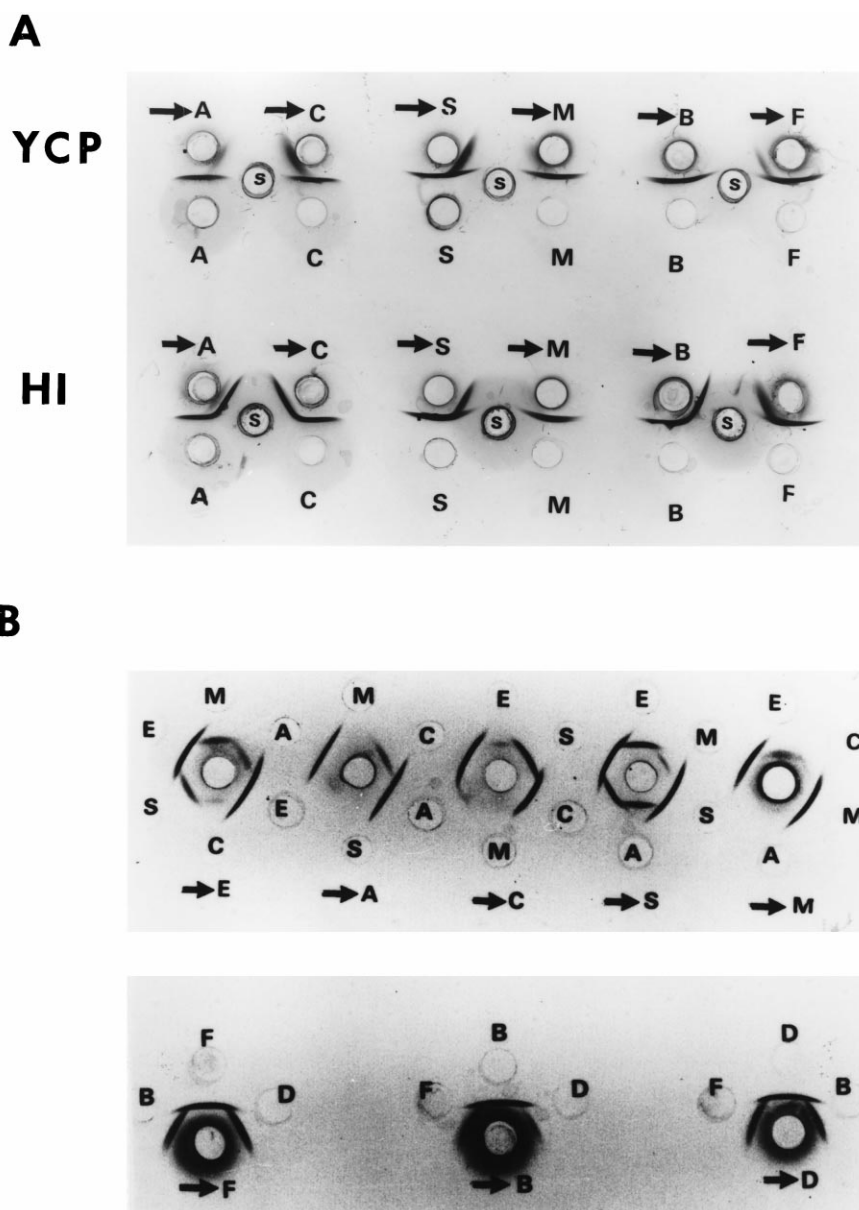 A
YCP
→A →C →S →M →B →F
S S S
A C S M B F
HI
→A →C →S →M →B →F
S S S
A C S M B F
B
M M E E E
E A C S M C
S E A C S M
C S M A A
→E →A →C →S →M
F B D
B D F D F B
→F →B →D